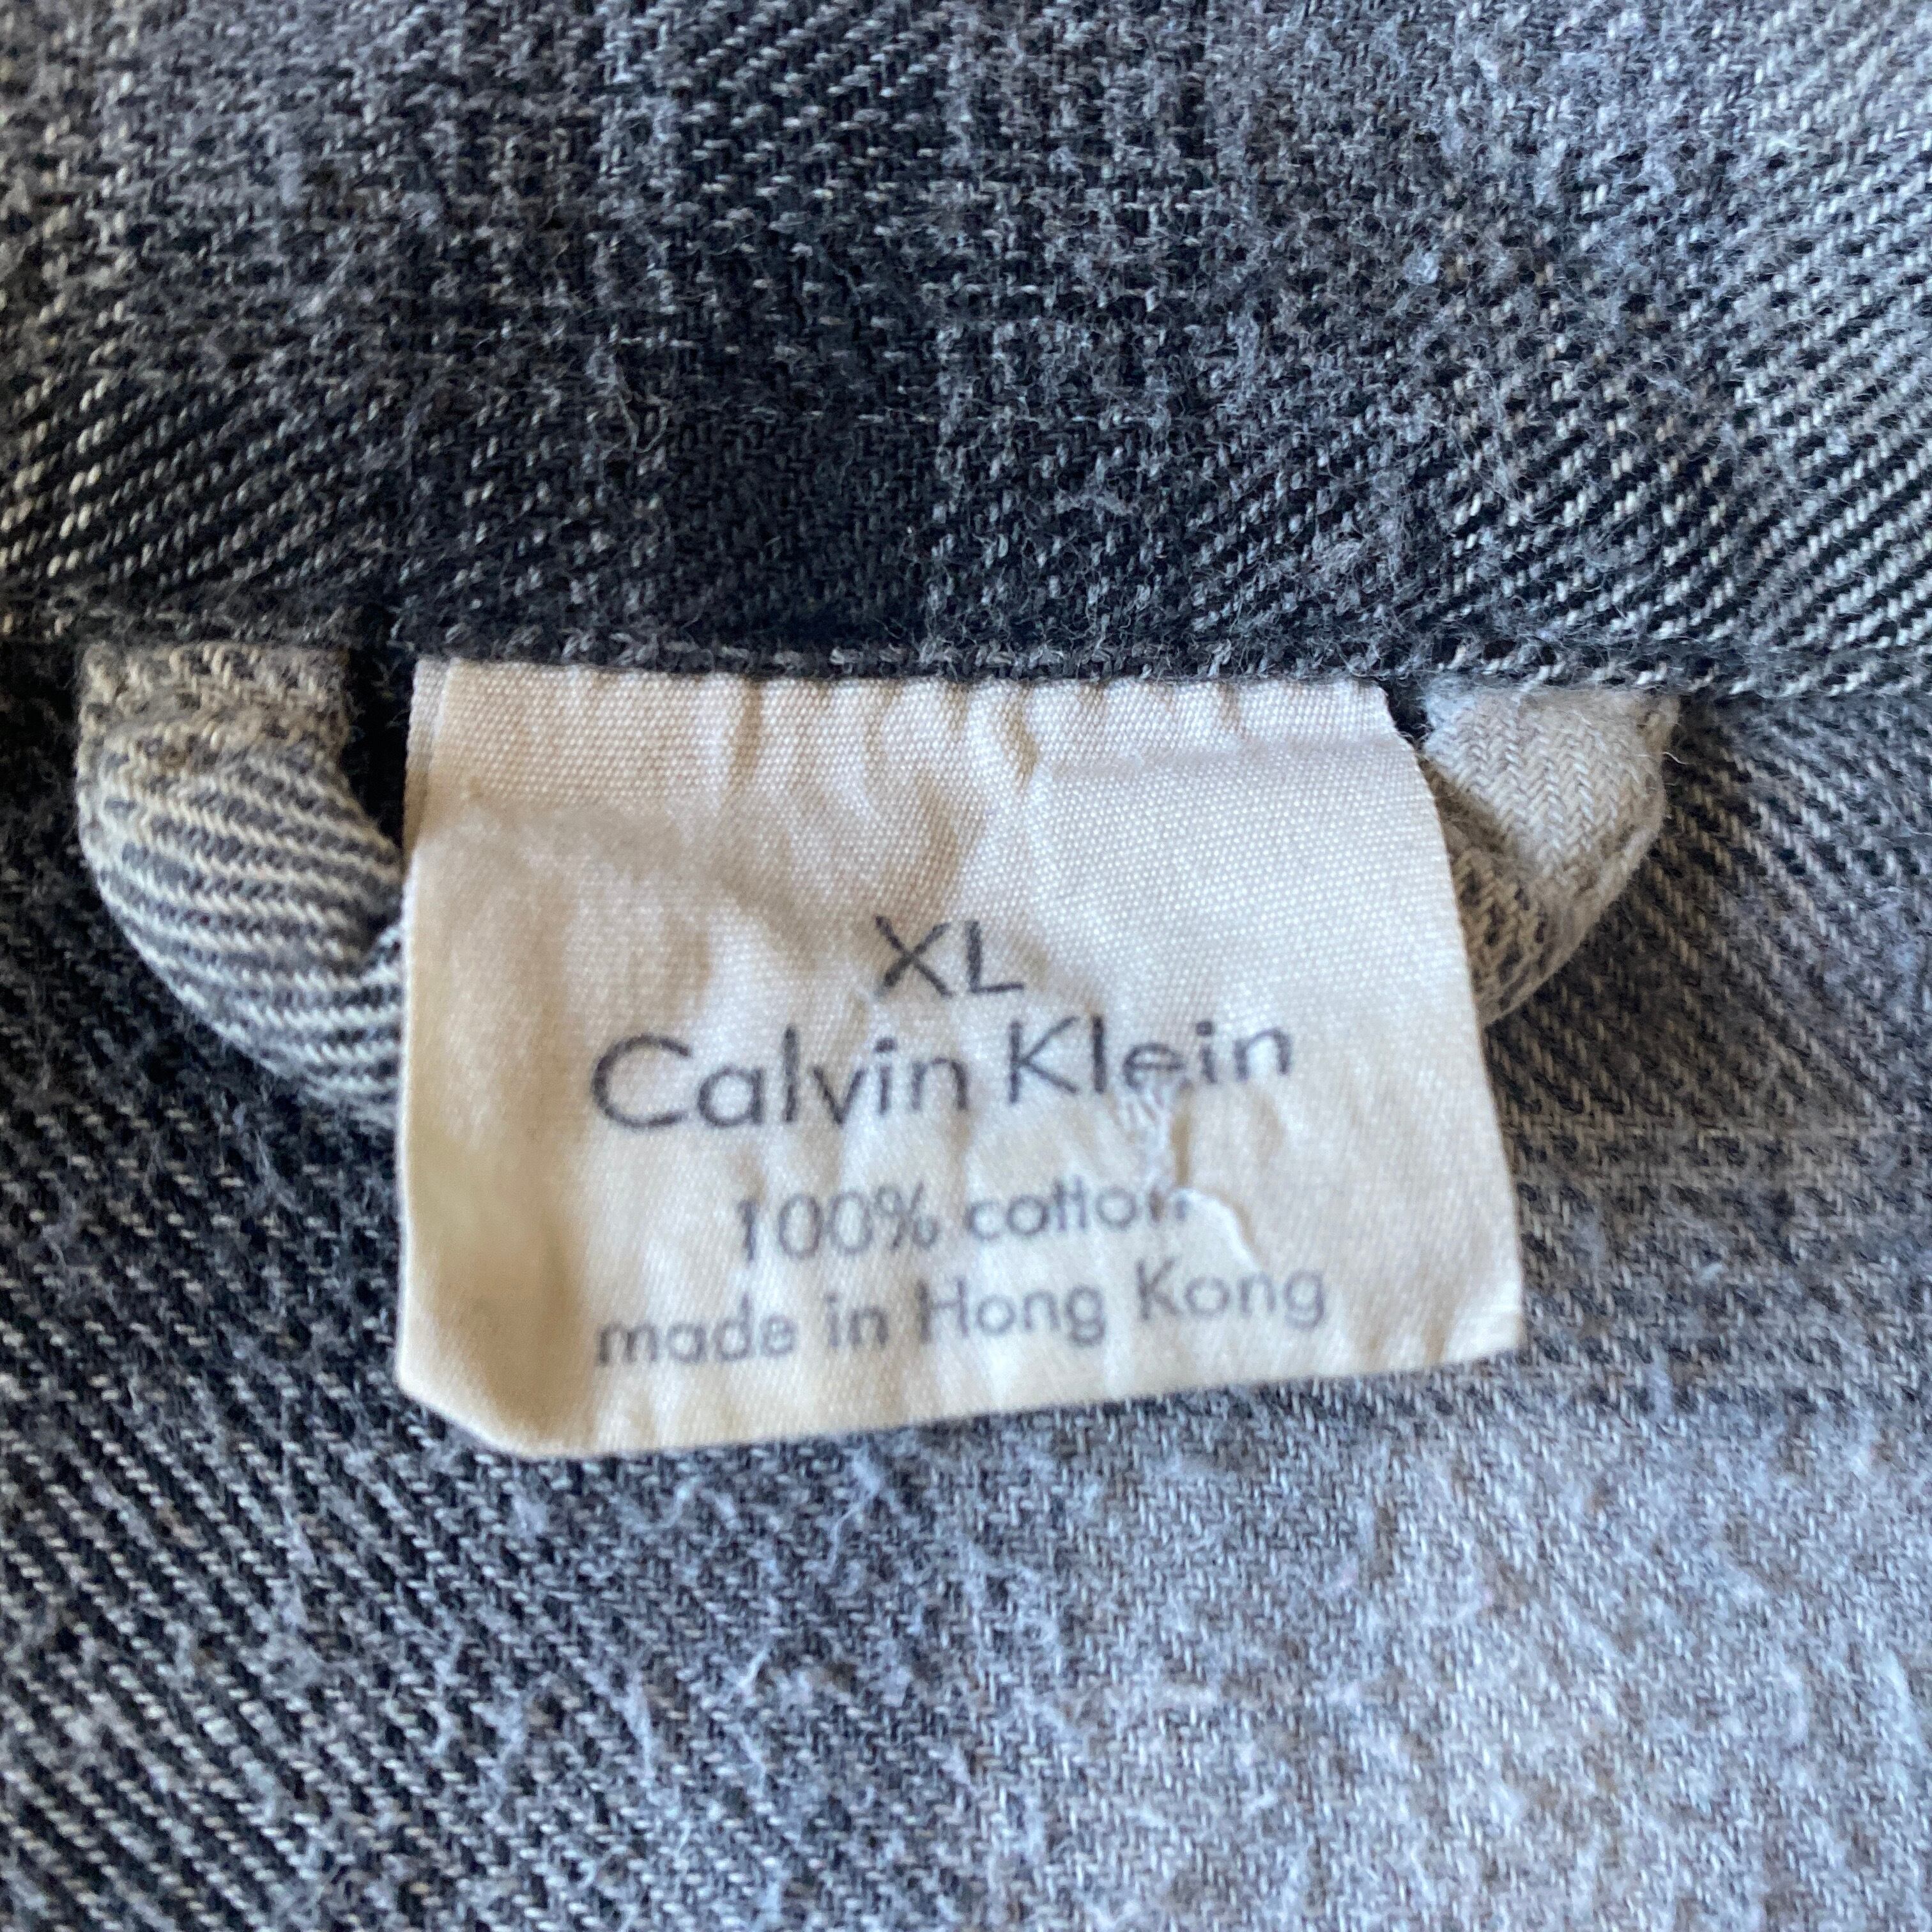 XL
Calvin Klein
100% cotton
made in Hong Kong